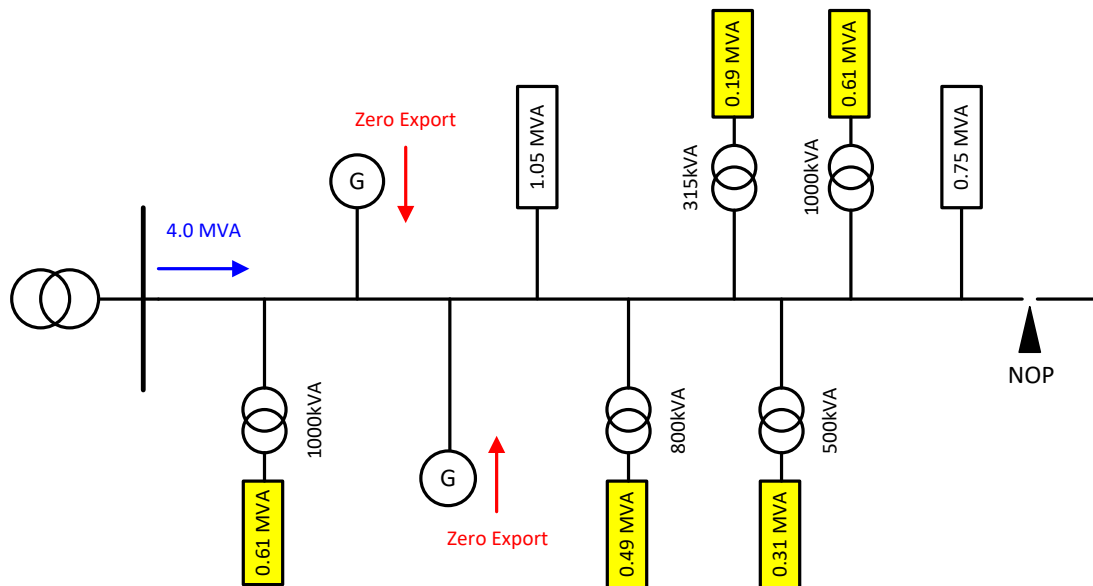 0.19 MVA
0.61 MVA
Zero Export
1.05 MVA
0.75 MVA
315kVA
1000kVA
G
4.0 MVA
NOP
1000kVA
800kVA
500kVA
G
0.61 MVA
Zero Export
0.49 MVA
0.31 MVA